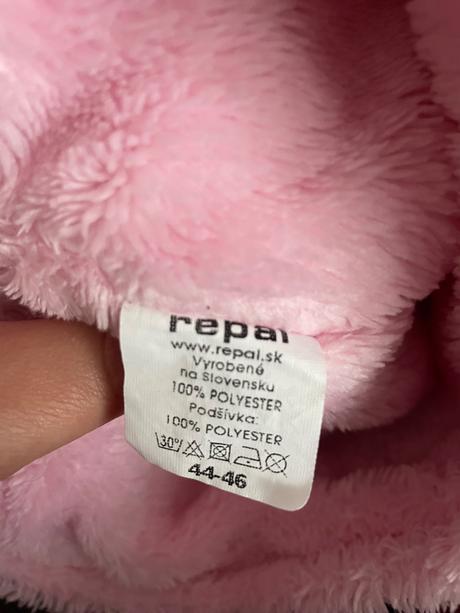 repal
www.repal.sk
Vyrobené
na Slovensku
100% POLYESTER
Podšívka:
100% POLYESTER
30°
44-46